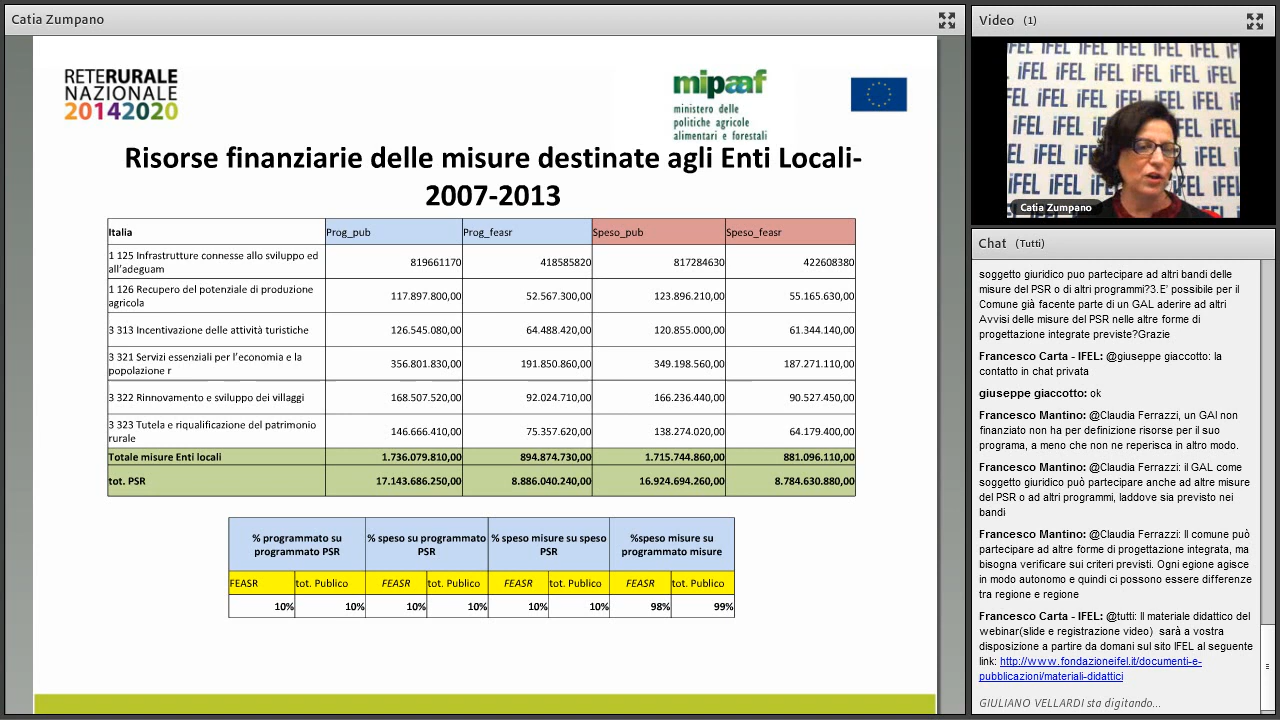 Catia Zumpano
RETERURALE
NAZIONALE
20142020
mipaaf
ministero delle
politiche agricole
alimentari e forestali
Risorse finanziarie delle misure destinate agli Enti Locali-
2007-2013
Italia Prog_pub Prog_feasr Speso_pub Speso_feasr
1 125 Infrastrutture connesse allo sviluppo ed
all'adeguam 819661170 418585820 817284630 422608380
1 126 Recupero del potenziale di produzione
agricola 117.897.800,00 52.567.300,00 123.896.210,00 55.165.630,00
3 313 Incentivazione delle attività turistiche 126.545.080,00 64.488.420,00 120.855.000,00 61.344.140,00
3 321 Servizi essenziali per l'economia e la
popolazione r 356.801.830,00 191.850.860,00 349.198.560,00 187.271.110,00
3 322 Rinnovamento e sviluppo dei villaggi 168.507.520,00 92.024.710,00 166.236.440,00 90.527.450,00
3 323 Tutela e riqualificazione del patrimonio
rurale 146.666.410,00 75.357.620,00 138.274.020,00 64.179.400,00
Totale misure Enti locali 1.736.079.810,00 894.874.730,00 1.715.744.860,00 881.096.110,00
tot. PSR 17.143.686.250,00 8.886.040.240,00 16.924.694.260,00 8.784.630.880,00
% programmato su
programmato PSR
% speso su programmato
PSR
% speso misure su speso
PSR
%speso misure su
programmato misure
FEASR tot. Publico FEASR tot. Publico FEASR tot. Publico FEASR tot. Publico
10% 10% 10% 10% 10% 10% 98% 99%
Video (1)
iFEL iFEL iFEL iFEL
Catia Zumpano
Chat (Tutti)
soggetto giuridico puo partecipare ad altri bandi delle
misure del PSR o di altri programmi?3.E' possibile per il
Comune già facente parte di un GAL aderire ad altri
Avvisi delle misure del PSR nelle altre forme di
progettazione integrate previste?Grazie
Francesco Carta - IFEL: @giuseppe giaccotto: la
contatto in chat privata
giuseppe giaccotto: ok
Francesco Mantino: @Claudia Ferrazzi, un GAl non
finanziato non ha per definizione risorse per il suo
programa, a meno che non ne reperisca in altro modo.
Francesco Mantino: @Claudia Ferrazzi: il GAL come
soggetto giuridico può partecipare anche ad altre misure
del PSR o ad altri programmi, laddove sia previsto nei
bandi
Francesco Mantino: @Claudia Ferrazzi: Il comune può
partecipare ad altre forme di progettazione integrata, ma
bisogna verificare sui criteri previsti. Ogni egione agisce
in modo autonomo e quindi ci possono essere differenze
tra regione e regione
Francesco Carta - IFEL: @tutti: Il materiale didattico del
webinar(slide e registrazione video) sarà a vostra
disposizione a partire da domani sul sito IFEL al seguente
link: http://www.fondazioneifel.it/documenti-e-
pubblicazioni/materiali-didattici
GIULIANO VELLARDI sta digitando...